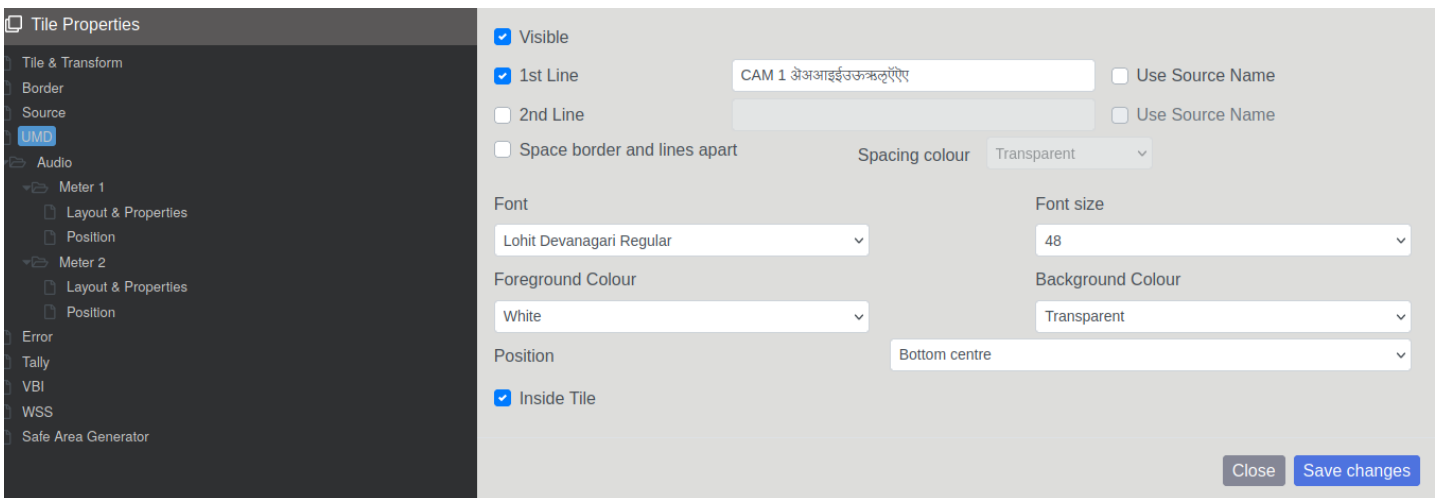 Tile Properties
Tile & Transform
Border
Source
UMD
Audio
Meter 1
Layout & Properties
Position
Meter 2
Layout & Properties
Position
Error
Tally
VBI
WSS
Safe Area Generator
Visible
1st Line CAM 1 ऄअआइईउऊऋऌऍऎए Use Source Name
2nd Line Use Source Name
Space border and lines apart Spacing colour Transparent
Font Font size
Lohit Devanagari Regular 48
Foreground Colour Background Colour
White Transparent
Position Bottom centre
Inside Tile
Close Save changes